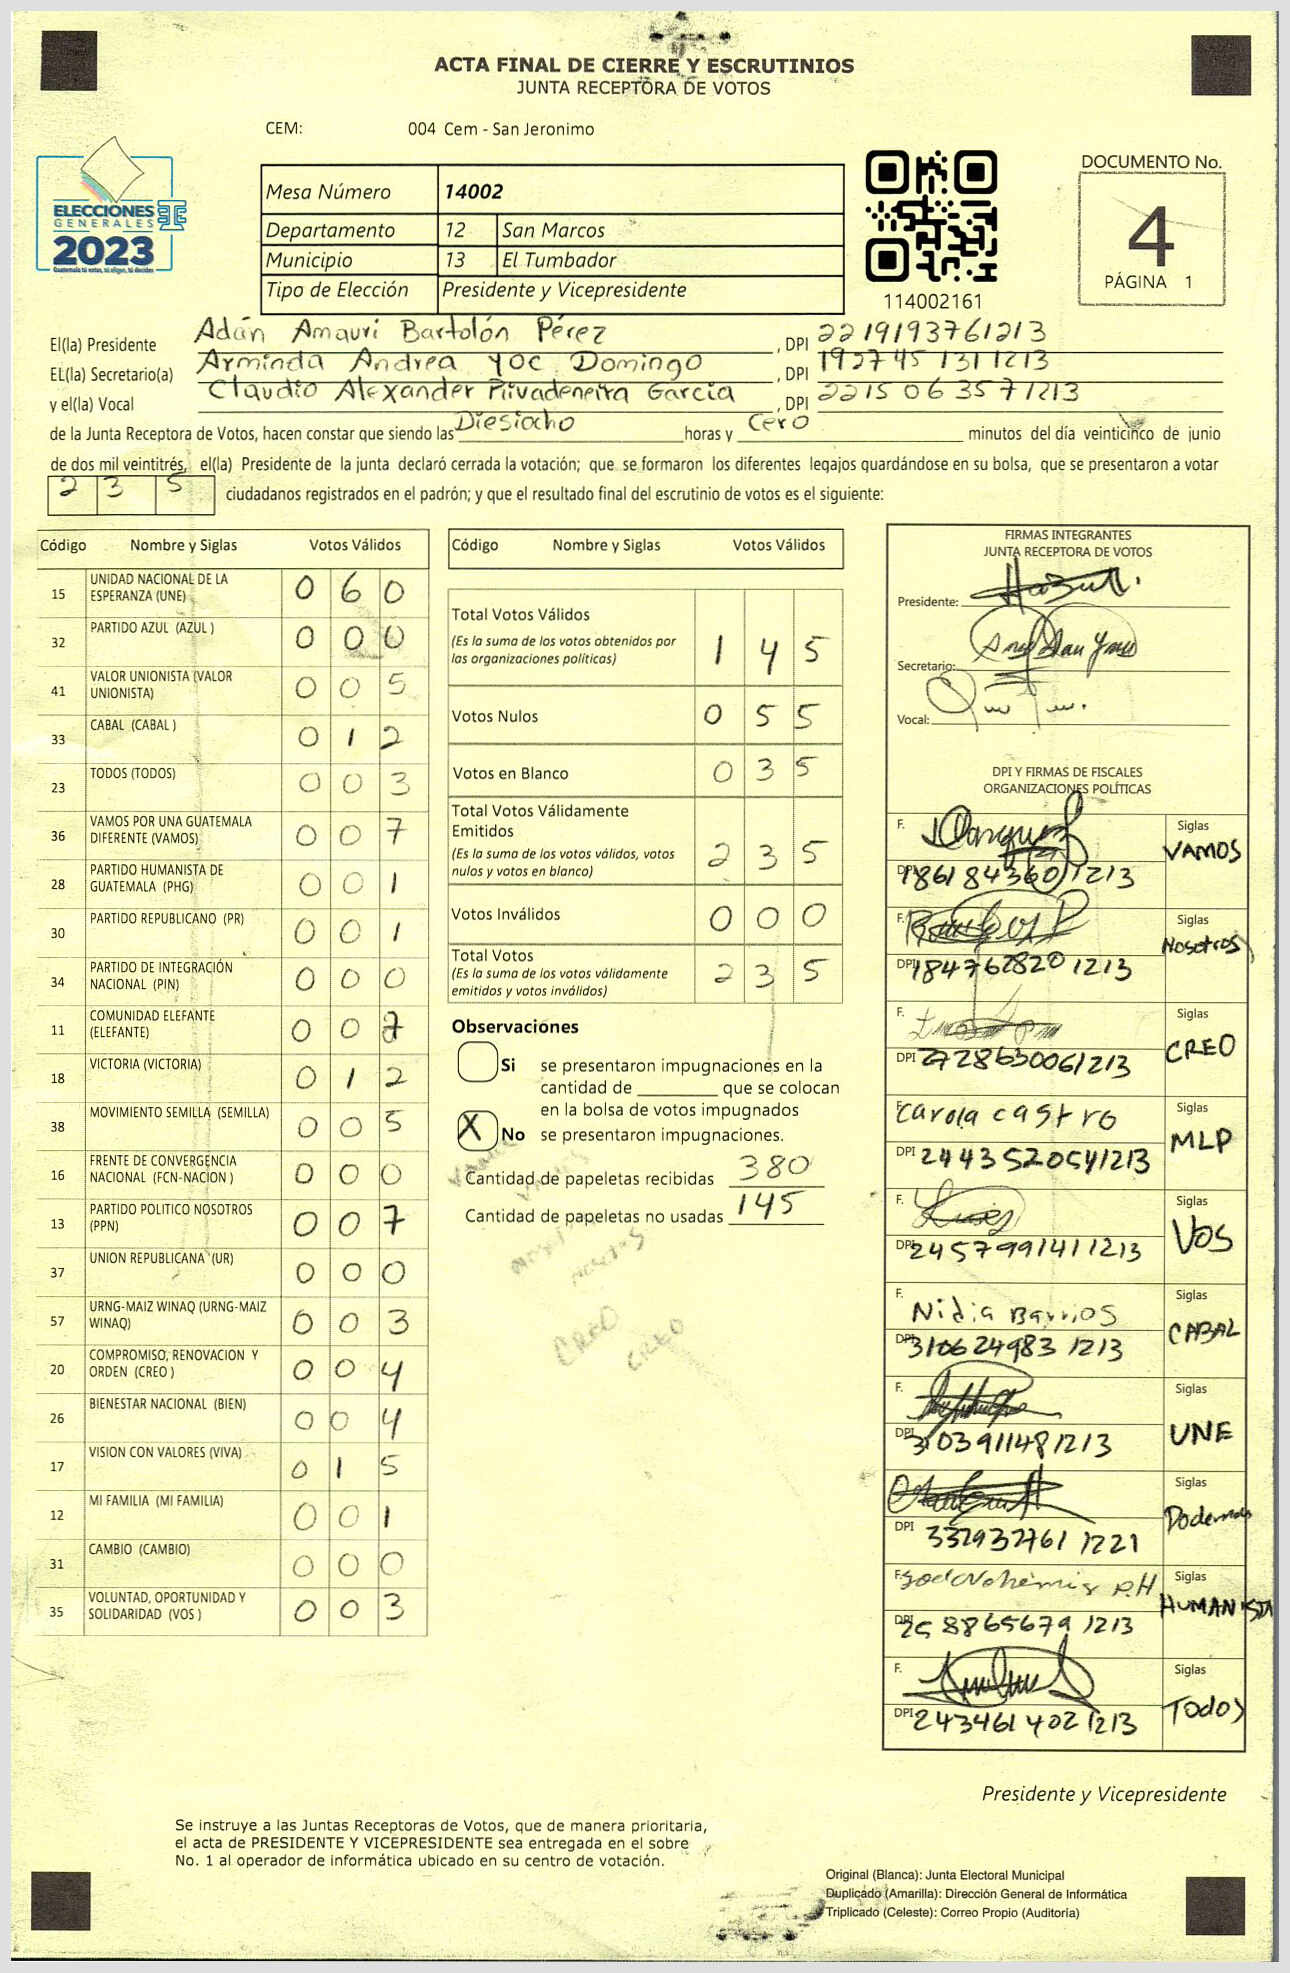 ACTA FINAL DE CIERRE Y ESCRUTINIOS
JUNTA RECEPTORA DE VOTOS
CEM: 004 Cem - San Jeronimo
ELECCIONES
GENERALES
2023
Guatemala tú votas, tú eliges, tú decides
Mesa Número 14002
Departamento 12 San Marcos
Municipio 13 El Tumbador
Tipo de Elección Presidente y Vicepresidente
114002161
DOCUMENTO No.
4
PÁGINA 1
El(la) Presidente Adán Amauri Bartolón Pérez, DPI 2219193761213
EL(la) Secretario(a) Arminda Andrea yoc Domingo, DPI 1927451311213
y el(la) Vocal Claudio Alexander Rivadeneira García, DPI 2215063571213
de la Junta Receptora de Votos, hacen constar que siendo las Diesiocho horas y Cero minutos del día veinticinco de junio
de dos mil veintitrés, el(la) Presidente de la junta declaró cerrada la votación; que se formaron los diferentes legajos guardándose en su bolsa, que se presentaron a votar
235 ciudadanos registrados en el padrón; y que el resultado final del escrutinio de votos es el siguiente:
Código Nombre y Siglas Votos Válidos
15 UNIDAD NACIONAL DE LA ESPERANZA (UNE) 0 6 0
32 PARTIDO AZUL (AZUL ) 0 0 0
41 VALOR UNIONISTA (VALOR UNIONISTA) 0 0 5
33 CABAL (CABAL ) 0 1 2
23 TODOS (TODOS) 0 0 3
36 VAMOS POR UNA GUATEMALA DIFERENTE (VAMOS) 0 0 7
28 PARTIDO HUMANISTA DE GUATEMALA (PHG) 0 0 1
30 PARTIDO REPUBLICANO (PR) 0 0 1
34 PARTIDO DE INTEGRACIÓN NACIONAL (PIN) 0 0 0
11 COMUNIDAD ELEFANTE (ELEFANTE) 0 0 2
18 VICTORIA (VICTORIA) 0 1 2
38 MOVIMIENTO SEMILLA (SEMILLA) 0 0 5
16 FRENTE DE CONVERGENCIA NACIONAL (FCN-NACION ) 0 0 0
13 PARTIDO POLITICO NOSOTROS (PPN) 0 0 7
37 UNION REPUBLICANA (UR) 0 0 0
57 URNG-MAIZ WINAQ (URNG-MAIZ WINAQ) 0 0 3
20 COMPROMISO, RENOVACION Y ORDEN (CREO ) 0 0 4
26 BIENESTAR NACIONAL (BIEN) 0 0 4
17 VISION CON VALORES (VIVA) 0 1 5
12 MI FAMILIA (MI FAMILIA) 0 0 1
31 CAMBIO (CAMBIO) 0 0 0
35 VOLUNTAD, OPORTUNIDAD Y SOLIDARIDAD (VOS ) 0 0 3
Código Nombre y Siglas Votos Válidos
Total Votos Válidos
(Es la suma de los votos obtenidos por
las organizaciones políticas) 1 4 5
Votos Nulos 0 5 5
Votos en Blanco 0 3 5
Total Votos Válidamente
Emitidos
(Es la suma de los votos válidos, votos
nulos y votos en blanco) 2 3 5
Votos Inválidos 0 0 0
Total Votos
(Es la suma de los votos válidamente
emitidos y votos inválidos) 2 3 5
Observaciones
Si se presentaron impugnaciones en la
cantidad de ________ que se colocan
en la bolsa de votos impugnados
X No se presentaron impugnaciones.
Cantidad de papeletas recibidas 380
Cantidad de papeletas no usadas 145
CREO
CREO
FIRMAS INTEGRANTES
JUNTA RECEPTORA DE VOTOS
Presidente:
Secretario:
Vocal:
DPI Y FIRMAS DE FISCALES
ORGANIZACIONES POLÍTICAS
F. Siglas VAMOS
DPI 1861843601213
F. Siglas Nosotros
DPI 1847628201213
F. Siglas CREO
DPI 2728630061213
F. Carola Castro Siglas MLP
DPI 2443520541213
F. Siglas VOS
DPI 2457991411213
F. Nidia Barrios Siglas CABAL
DPI 3106249831213
F. Siglas UNE
DPI 3103911481213
F. Siglas Podemos
DPI 3329327611221
F. Siglas HUMANISTA
DPI 2588656791213
F. Siglas Todos
DPI 2434614021213
Presidente y Vicepresidente
Se instruye a las Juntas Receptoras de Votos, que de manera prioritaria,
el acta de PRESIDENTE Y VICEPRESIDENTE sea entregada en el sobre
No. 1 al operador de informática ubicado en su centro de votación.
Original (Blanca): Junta Electoral Municipal
Duplicado (Amarilla): Dirección General de Informática
Triplicado (Celeste): Correo Propio (Auditoría)